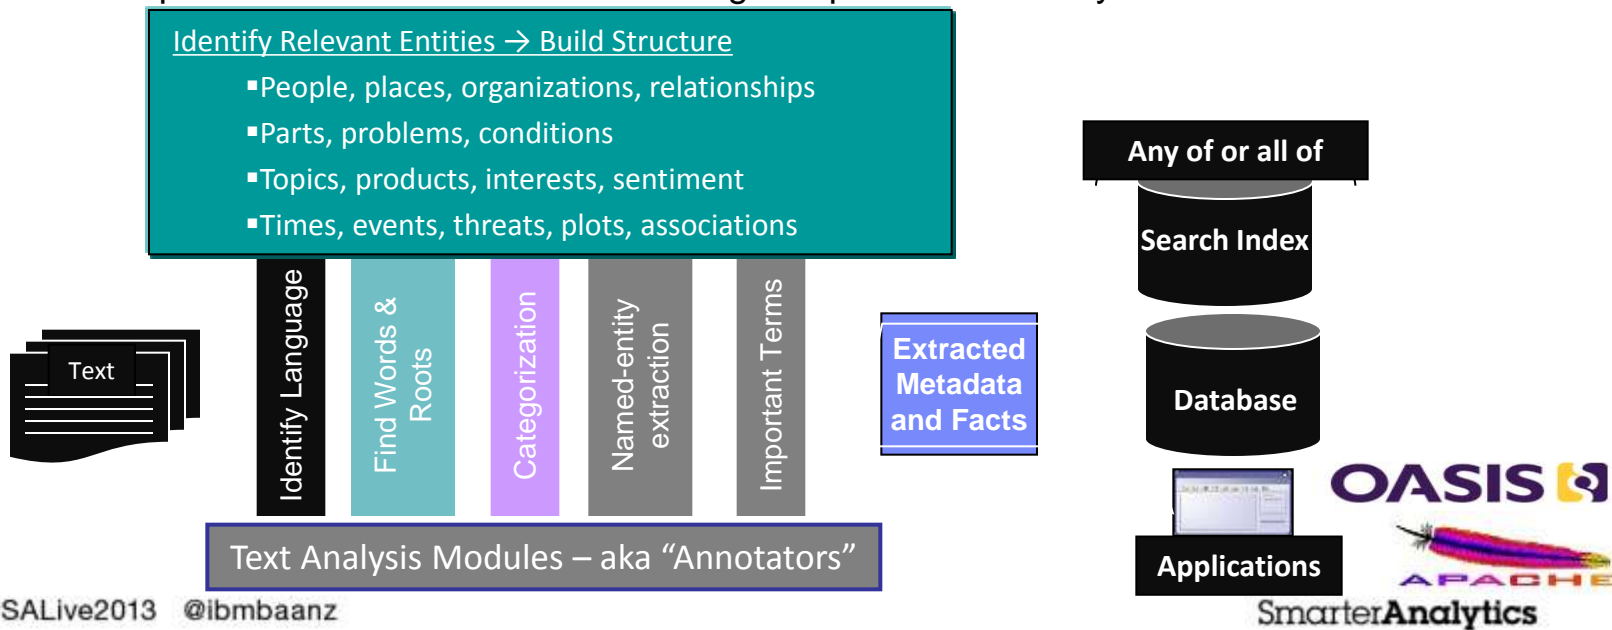 Identify Relevant Entities → Build Structure
▪People, places, organizations, relationships
▪Parts, problems, conditions
▪Topics, products, interests, sentiment
▪Times, events, threats, plots, associations
Text
Identify Language
Find Words &
Roots
Categorization
Named-entity
extraction
Important Terms
Text Analysis Modules – aka “Annotators”
Extracted
Metadata
and Facts
Any of or all of
Search Index
Database
Applications
OASIS
APACHE
SALive2013 @ibmbaanz
SmarterAnalytics